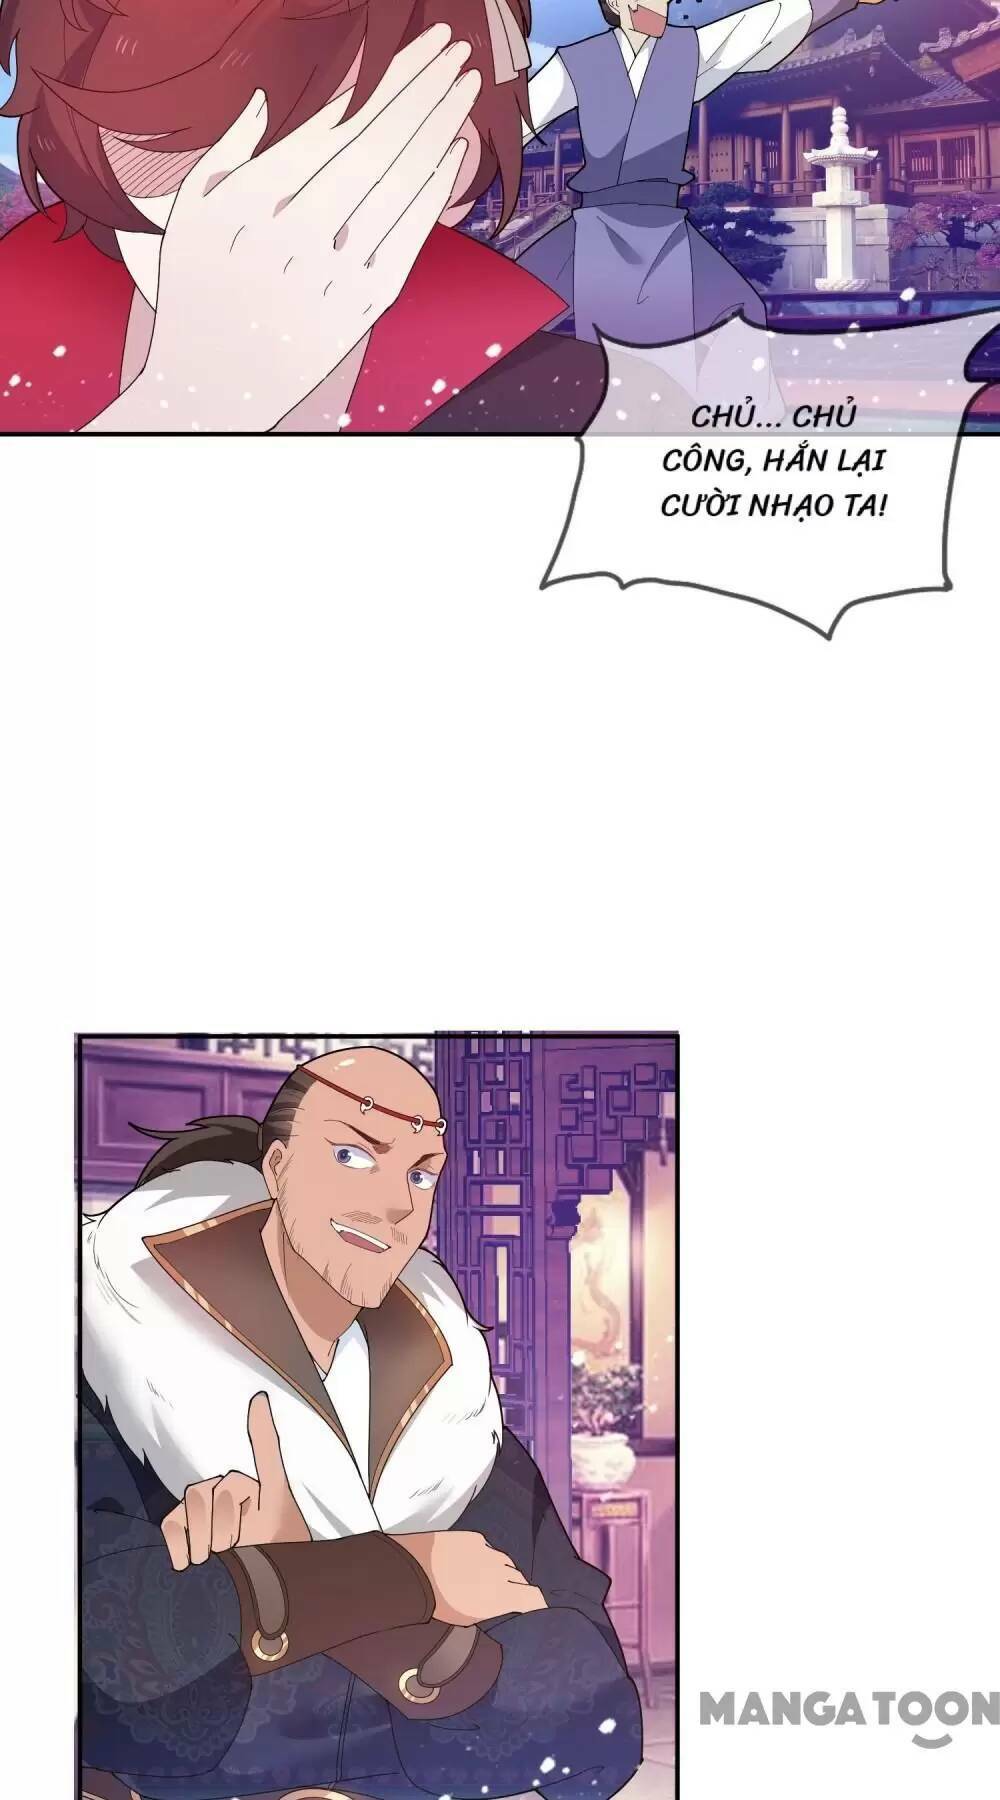 CHỦ... CHỦ
CÔNG, HẮN LẠI
CƯỜI NHẠO TA!
MANGATOON